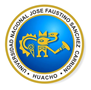 UNIVERSIDAD NACIONAL JOSE FAUSTINO SANCHEZ CARRION
• HUACHO •